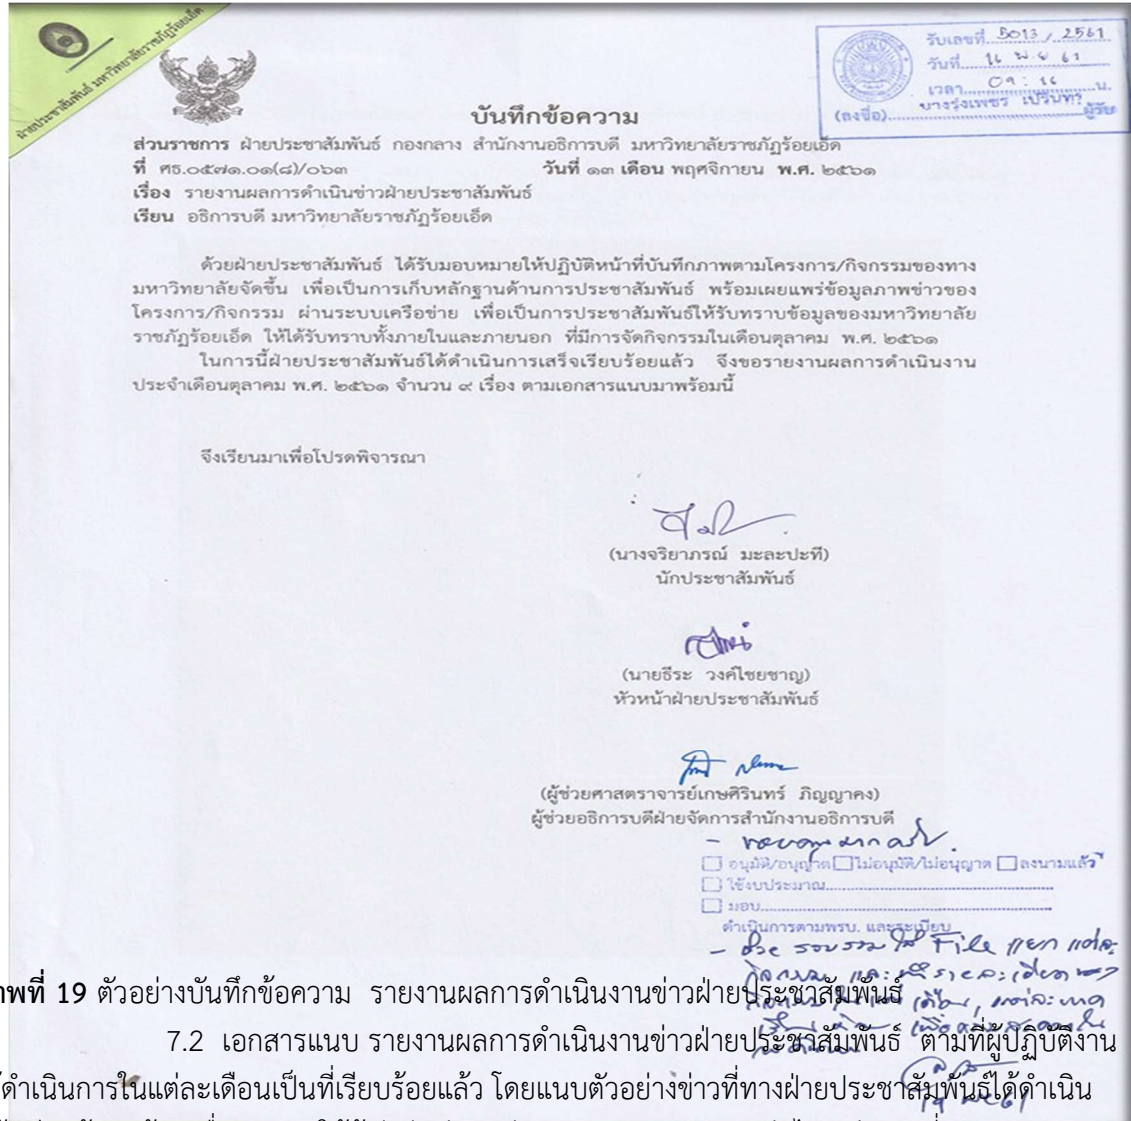 ฝ่ายประชาสัมพันธ์ มหาวิทยาลัยราชภัฏร้อยเอ็ด
รับเลขที่ 5013 / 2561
วันที่ พ.ย 61
เวลา น.
(ลงชื่อ) ผู้รับ
บันทึกข้อความ
ส่วนราชการ ฝ่ายประชาสัมพันธ์ กองกลาง สำนักงานอธิการบดี มหาวิทยาลัยราชภัฏร้อยเอ็ด
ที่ ศธ.๐๕๗๑.๐๑(๘)/๐๖๓ วันที่ ๑๓ เดือน พฤศจิกายน พ.ศ. ๒๕๖๑
เรื่อง รายงานผลการดำเนินข่าวฝ่ายประชาสัมพันธ์
เรียน อธิการบดี มหาวิทยาลัยราชภัฏร้อยเอ็ด
ด้วยฝ่ายประชาสัมพันธ์ ได้รับมอบหมายให้ปฏิบัติหน้าที่บันทึกภาพตามโครงการ/กิจกรรมของทาง
มหาวิทยาลัยจัดขึ้น เพื่อเป็นการเก็บหลักฐานด้านการประชาสัมพันธ์ พร้อมเผยแพร่ข้อมูลภาพข่าวของ
โครงการ/กิจกรรม ผ่านระบบเครือข่าย เพื่อเป็นการประชาสัมพันธ์ให้รับทราบข้อมูลของมหาวิทยาลัย
ราชภัฏร้อยเอ็ด ให้ได้รับทราบทั้งภายในและภายนอก ที่มีการจัดกิจกรรมในเดือนตุลาคม พ.ศ. ๒๕๖๑
ในการนี้ฝ่ายประชาสัมพันธ์ได้ดำเนินการเสร็จเรียบร้อยแล้ว จึงขอรายงานผลการดำเนินงาน
ประจำเดือนตุลาคม พ.ศ. ๒๕๖๑ จำนวน ๙ เรื่อง ตามเอกสารแนบมาพร้อมนี้
จึงเรียนมาเพื่อโปรดพิจารณา
(นางจริยาภรณ์ มะละปะที)
นักประชาสัมพันธ์
(นายธีระ วงค์ไชยชาญ)
หัวหน้าฝ่ายประชาสัมพันธ์
(ผู้ช่วยศาสตราจารย์เกษศิรินทร์ ภิญญาคง)
ผู้ช่วยอธิการบดีฝ่ายจัดการสำนักงานอธิการบดี
- ขอบคุณมากครับ
อนุมัติ/อนุญาต ไม่อนุมัติ/ไม่อนุญาต ลงนามแล้ว
ใช้งบประมาณ
มอบ
ดำเนินการตามพรบ. และระเบียบ
- ช่วย รวบรวม ใส่ File แยก แต่ละ
าพที่ 19 ตัวอย่างบันทึกข้อความ รายงานผลการดำเนินงานข่าวฝ่ายประชาสัมพันธ์
7.2 เอกสารแนบ รายงานผลการดำเนินงานข่าวฝ่ายประชาสัมพันธ์ ตามที่ผู้ปฏิบัติงาน
ดำเนินการในแต่ละเดือนเป็นที่เรียบร้อยแล้ว โดยแนบตัวอย่างข่าวที่ทางฝ่ายประชาสัมพันธ์ได้ดำเนิน